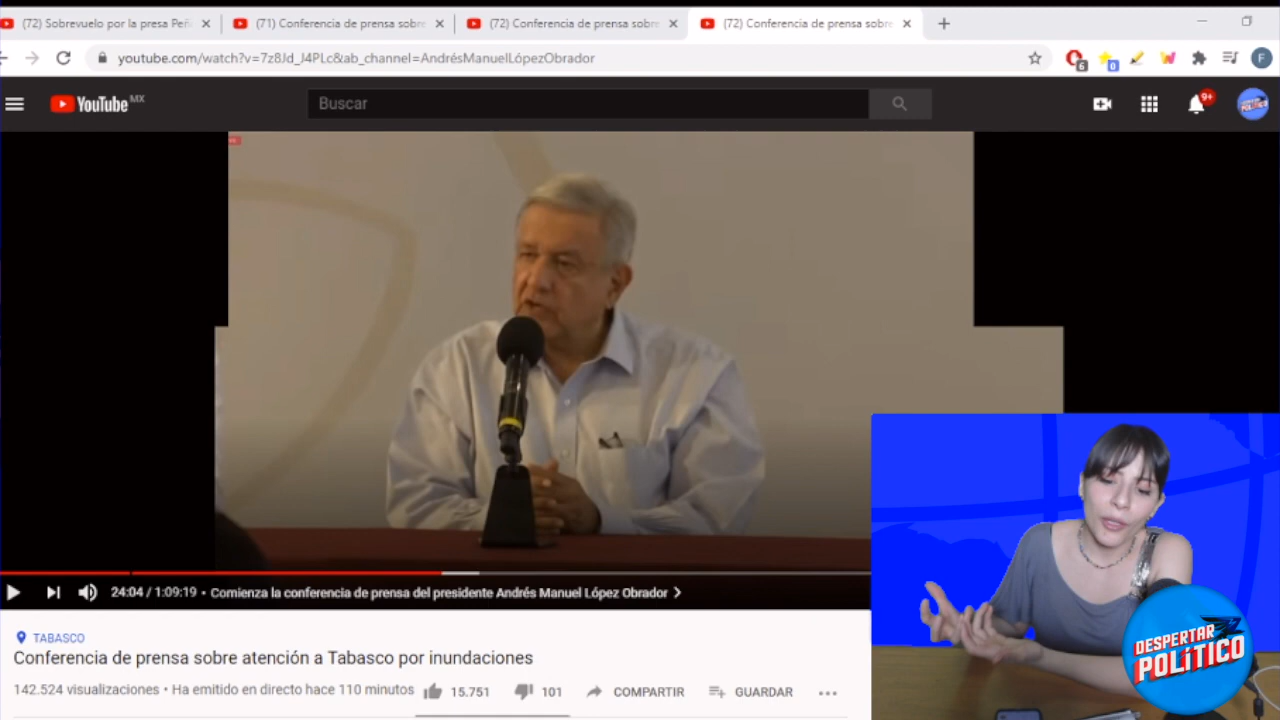 (72) Sobrevuelo por la presa Peñ
(71) Conferencia de prensa sobre
(72) Conferencia de prensa sobre
(72) Conferencia de prensa sobre
youtube.com/watch?v=7z8Jd_J4PLc&ab_channel=AndrésManuelLópezObrador
6
0
F
YouTube MX
Buscar
9+
24:04 / 1:09:19 • Comienza la conferencia de prensa del presidente Andrés Manuel López Obrador
TABASCO
Conferencia de prensa sobre atención a Tabasco por inundaciones
142.524 visualizaciones • Ha emitido en directo hace 110 minutos
15.751
101
COMPARTIR
GUARDAR
DESPERTAR
POLÍTICO